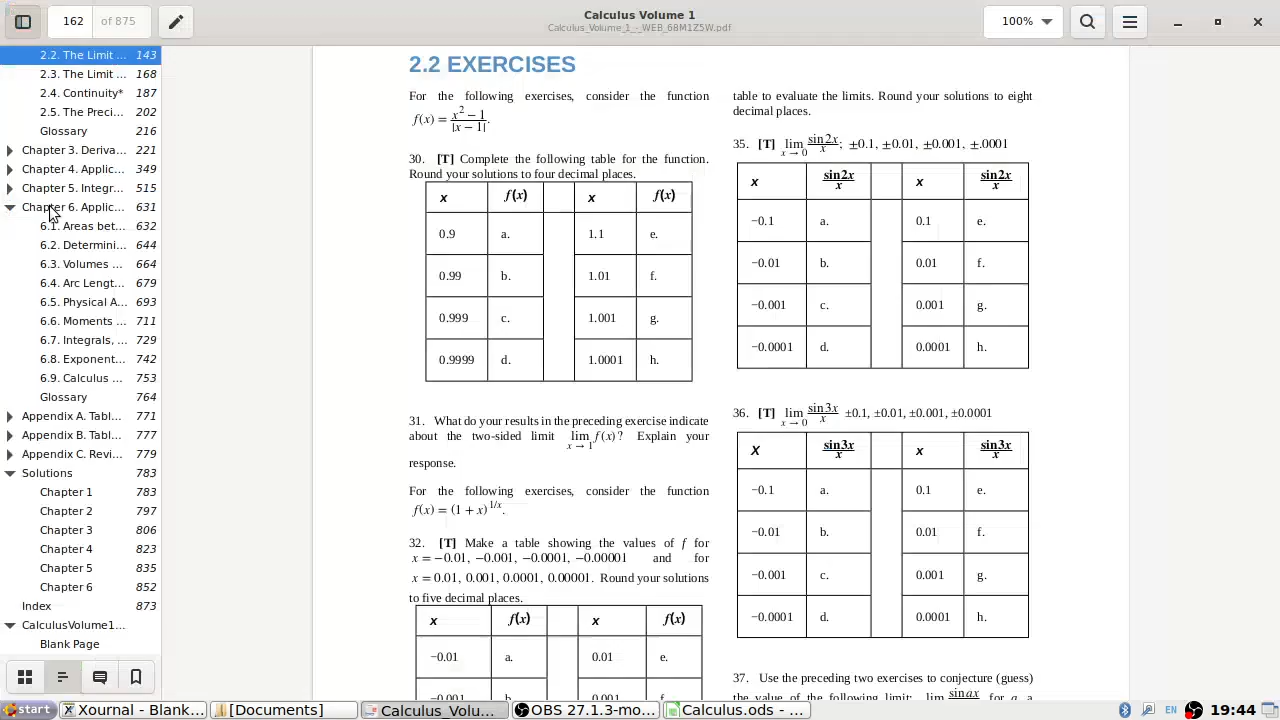 162 of 875
Calculus Volume 1
Calculus_Volume_1_-_WEB_68M1Z5W.pdf
100%
2.2. The Limit ... 143
2.3. The Limit ... 168
2.4. Continuity* 187
2.5. The Preci... 202
Glossary 216
Chapter 3. Deriva... 221
Chapter 4. Applic... 349
Chapter 5. Integr... 515
Chapter 6. Applic... 631
6.1. Areas bet... 632
6.2. Determini... 644
6.3. Volumes ... 664
6.4. Arc Lengt... 679
6.5. Physical A... 693
6.6. Moments ... 711
6.7. Integrals, ... 729
6.8. Exponent... 742
6.9. Calculus ... 753
Glossary 764
Appendix A. Tabl... 771
Appendix B. Tabl... 777
Appendix C. Revi... 779
Solutions 783
Chapter 1 783
Chapter 2 797
Chapter 3 806
Chapter 4 823
Chapter 5 835
Chapter 6 852
Index 873
CalculusVolume1...
Blank Page
2.2 EXERCISES
For the following exercises, consider the function
f(x) = x² − 1 / |x − 1|.
30. [T] Complete the following table for the function.
Round your solutions to four decimal places.
x f(x) x f(x)
0.9 a. 1.1 e.
0.99 b. 1.01 f.
0.999 c. 1.001 g.
0.9999 d. 1.0001 h.
31. What do your results in the preceding exercise indicate
about the two-sided limit lim x → 1 f(x)? Explain your
response.
For the following exercises, consider the function
f(x) = (1 + x)^1/x.
32. [T] Make a table showing the values of f for
x = −0.01, −0.001, −0.0001, −0.00001 and for
x = 0.01, 0.001, 0.0001, 0.00001. Round your solutions
to five decimal places.
x f(x) x f(x)
−0.01 a. 0.01 e.
−0.001 b. 0.001 f.
table to evaluate the limits. Round your solutions to eight
decimal places.
35. [T] lim x → 0 sin2x / x; ±0.1, ±0.01, ±0.001, ±.0001
x sin2x / x x sin2x / x
−0.1 a. 0.1 e.
−0.01 b. 0.01 f.
−0.001 c. 0.001 g.
−0.0001 d. 0.0001 h.
36. [T] lim x → 0 sin3x / x ±0.1, ±0.01, ±0.001, ±0.0001
X sin3x / x x sin3x / x
−0.1 a. 0.1 e.
−0.01 b. 0.01 f.
−0.001 c. 0.001 g.
−0.0001 d. 0.0001 h.
37. Use the preceding two exercises to conjecture (guess)
the value of the following limit: lim sinax for a, a
start Xournal - Blank... [Documents] Calculus_Volu... OBS 27.1.3-mo... Calculus.ods - ... EN 19:44